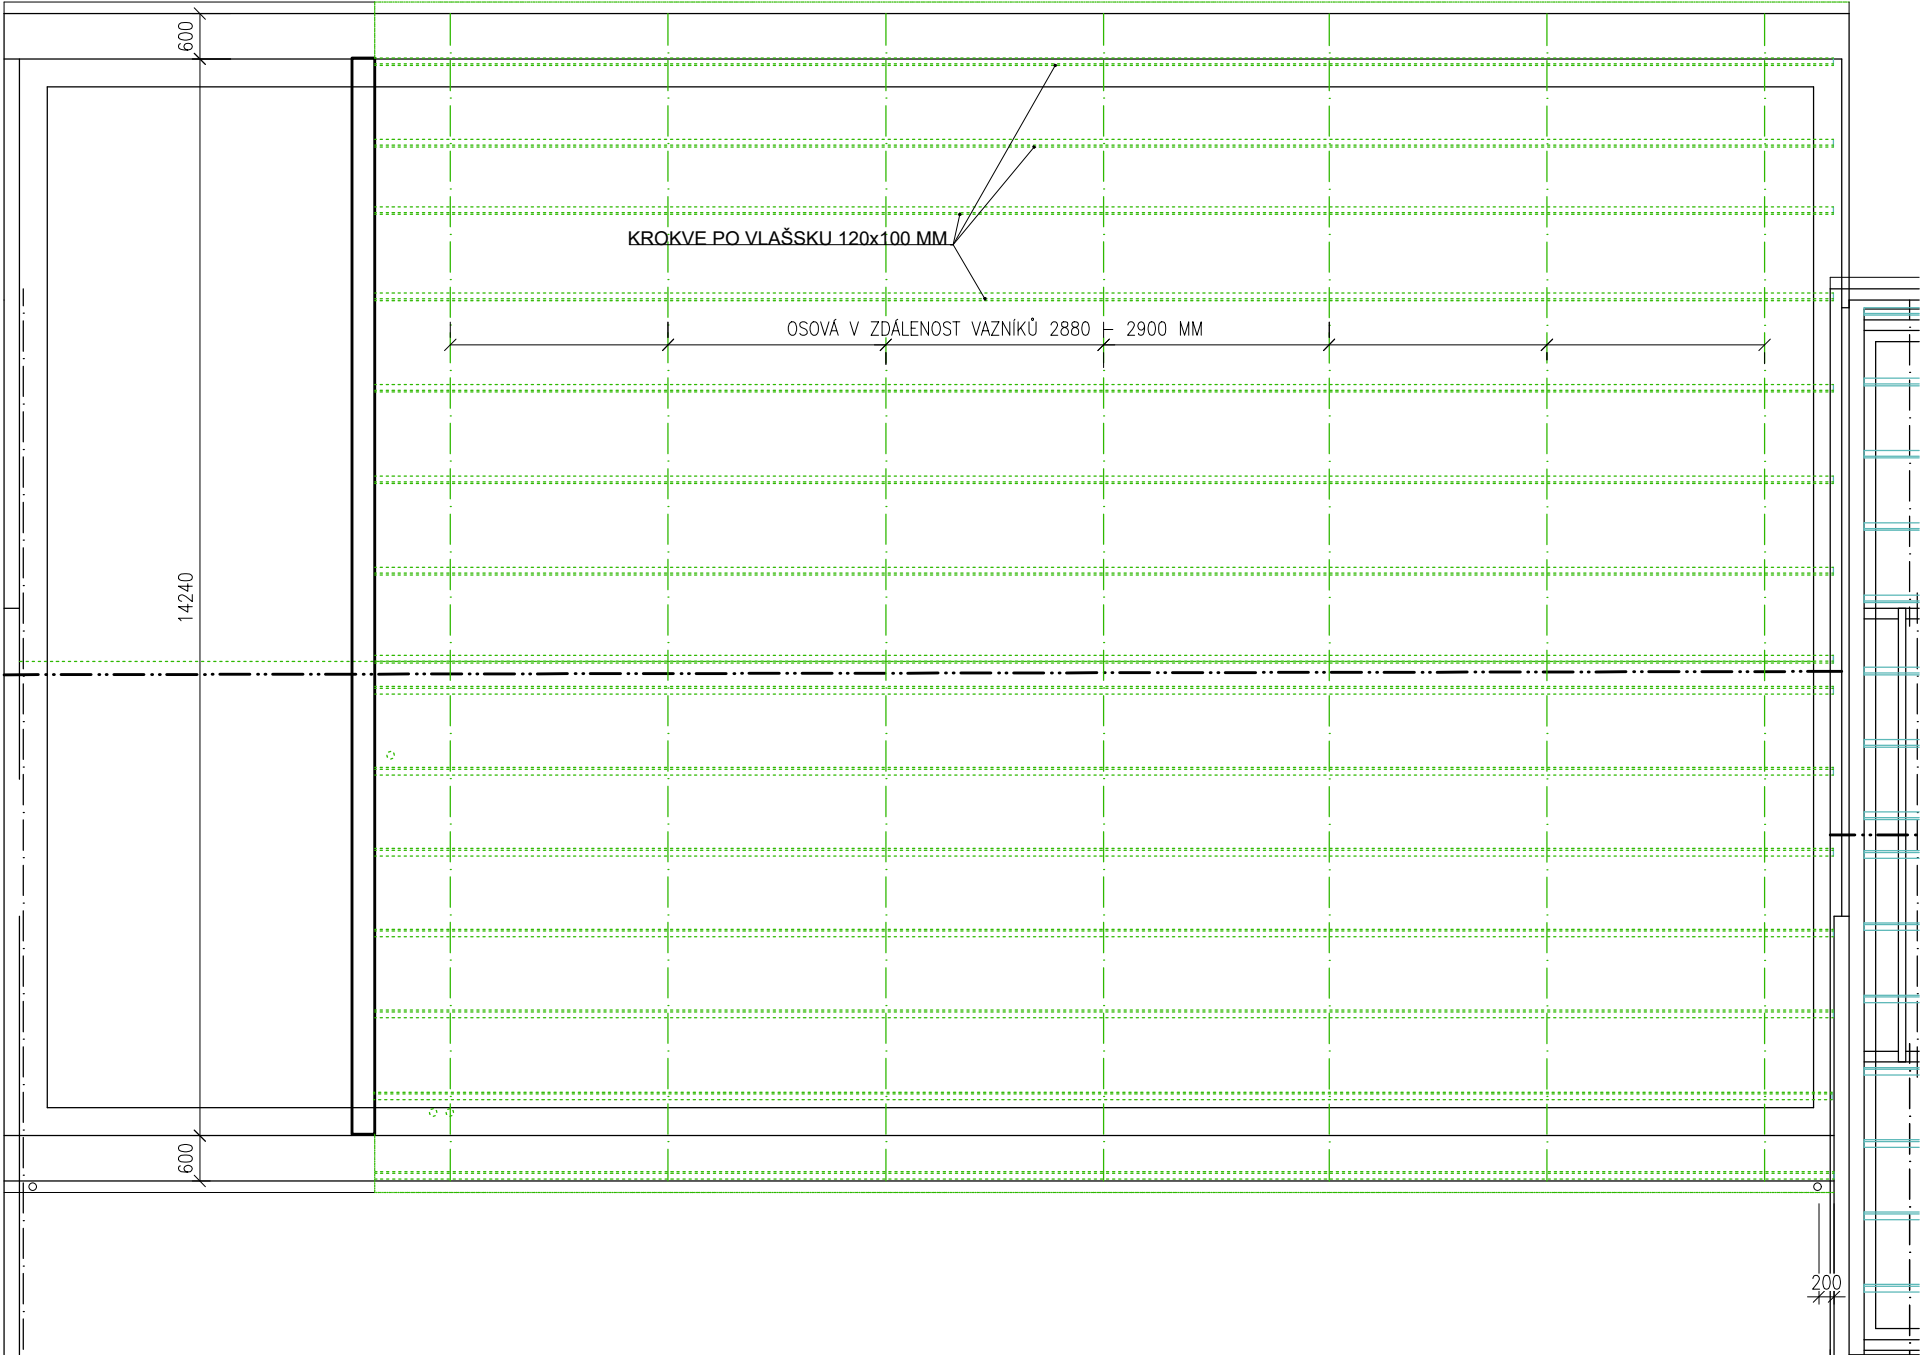 600
KROKVE PO VLAŠSKU 120x100 MM
OSOVÁ V ZDÁLENOST VAZNÍKŮ 2880 – 2900 MM
14240
600
200